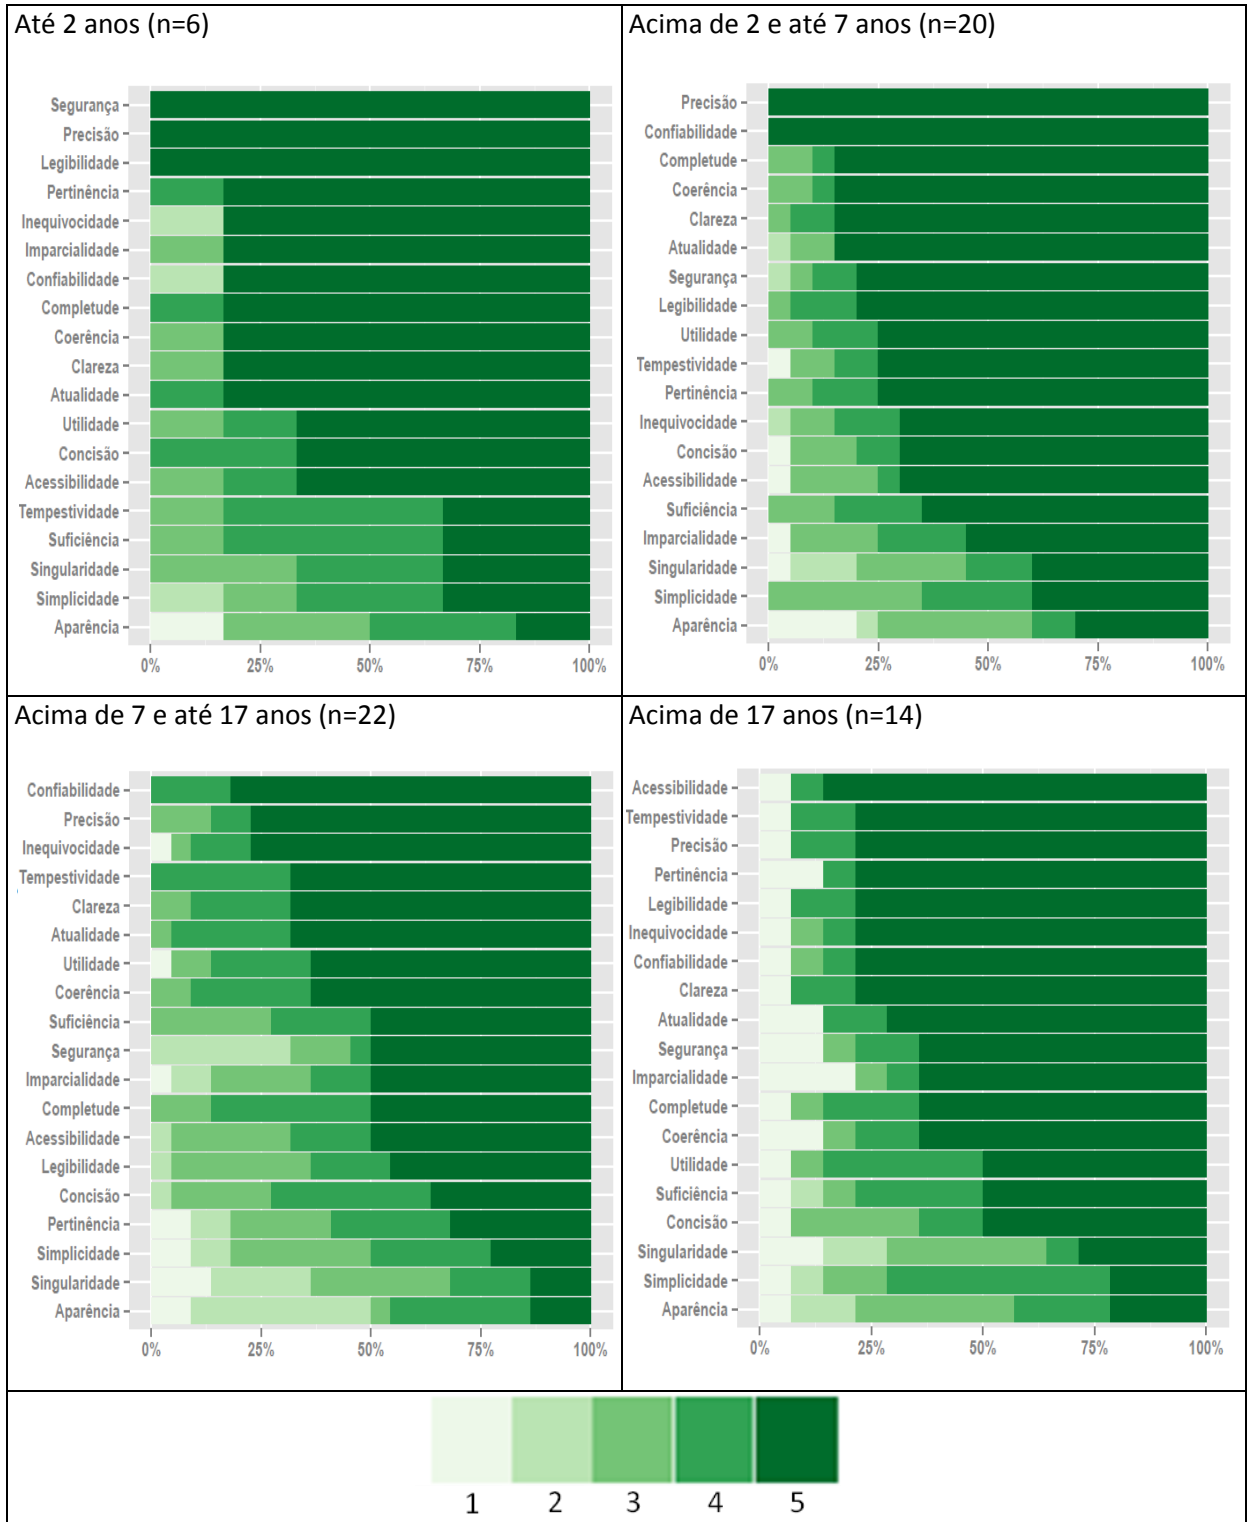 Até 2 anos (n=6)
Segurança
Precisão
Legibilidade
Pertinência
Inequivocidade
Imparcialidade
Confiabilidade
Completude
Coerência
Clareza
Atualidade
Utilidade
Concisão
Acessibilidade
Tempestividade
Suficiência
Singularidade
Simplicidade
Aparência
0% 25% 50% 75% 100%
Acima de 2 e até 7 anos (n=20)
Precisão
Confiabilidade
Completude
Coerência
Clareza
Atualidade
Segurança
Legibilidade
Utilidade
Tempestividade
Pertinência
Inequivocidade
Concisão
Acessibilidade
Suficiência
Imparcialidade
Singularidade
Simplicidade
Aparência
0% 25% 50% 75% 100%
Acima de 7 e até 17 anos (n=22)
Confiabilidade
Precisão
Inequivocidade
Tempestividade
Clareza
Atualidade
Utilidade
Coerência
Suficiência
Segurança
Imparcialidade
Completude
Acessibilidade
Legibilidade
Concisão
Pertinência
Simplicidade
Singularidade
Aparência
0% 25% 50% 75% 100%
Acima de 17 anos (n=14)
Acessibilidade
Tempestividade
Precisão
Pertinência
Legibilidade
Inequivocidade
Confiabilidade
Clareza
Atualidade
Segurança
Imparcialidade
Completude
Coerência
Utilidade
Suficiência
Concisão
Singularidade
Simplicidade
Aparência
0% 25% 50% 75% 100%
1 2 3 4 5